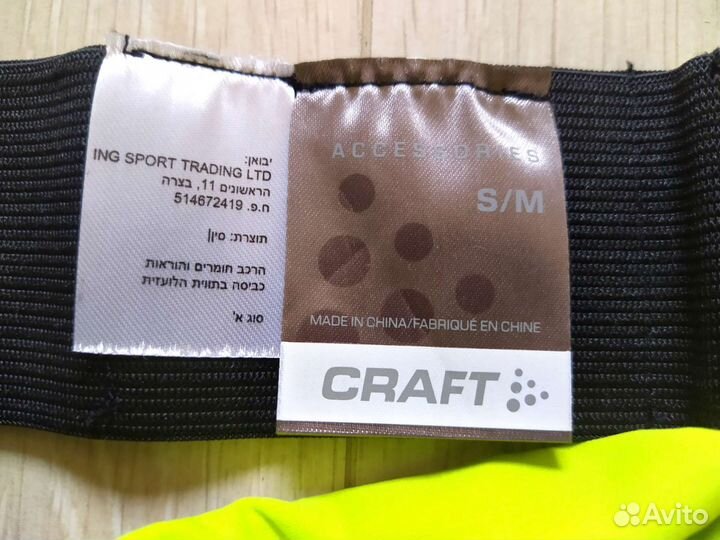 יבואן:
ING SPORT TRADING LTD
הראשונים 11, בצרה
ח.פ. 514672419
תוצרת: סין|
הרכב חומרים והוראות
כביסה בתווית הלועזית
סוג א'
ACCESSORIES
S/M
MADE IN CHINA/FABRIQUÉ EN CHINE
CRAFT
Avito